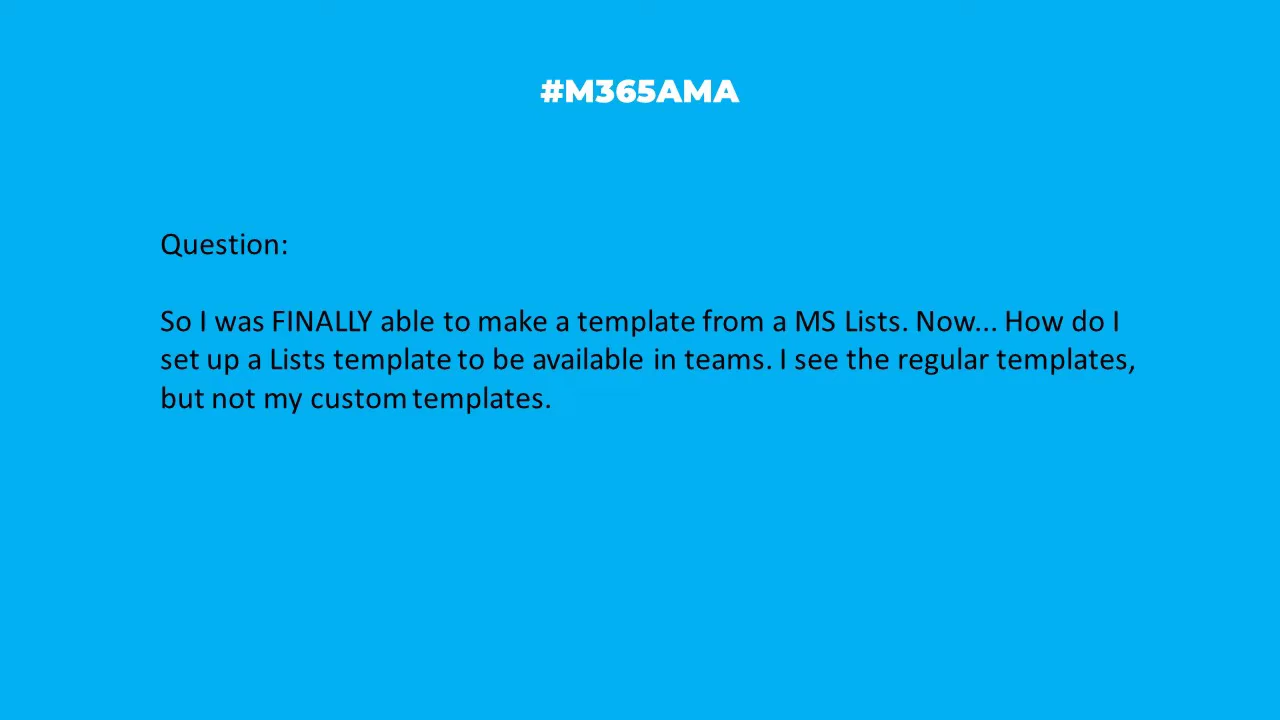 #M365AMA
Question:
So I was FINALLY able to make a template from a MS Lists. Now... How do I
set up a Lists template to be available in teams. I see the regular templates,
but not my custom templates.